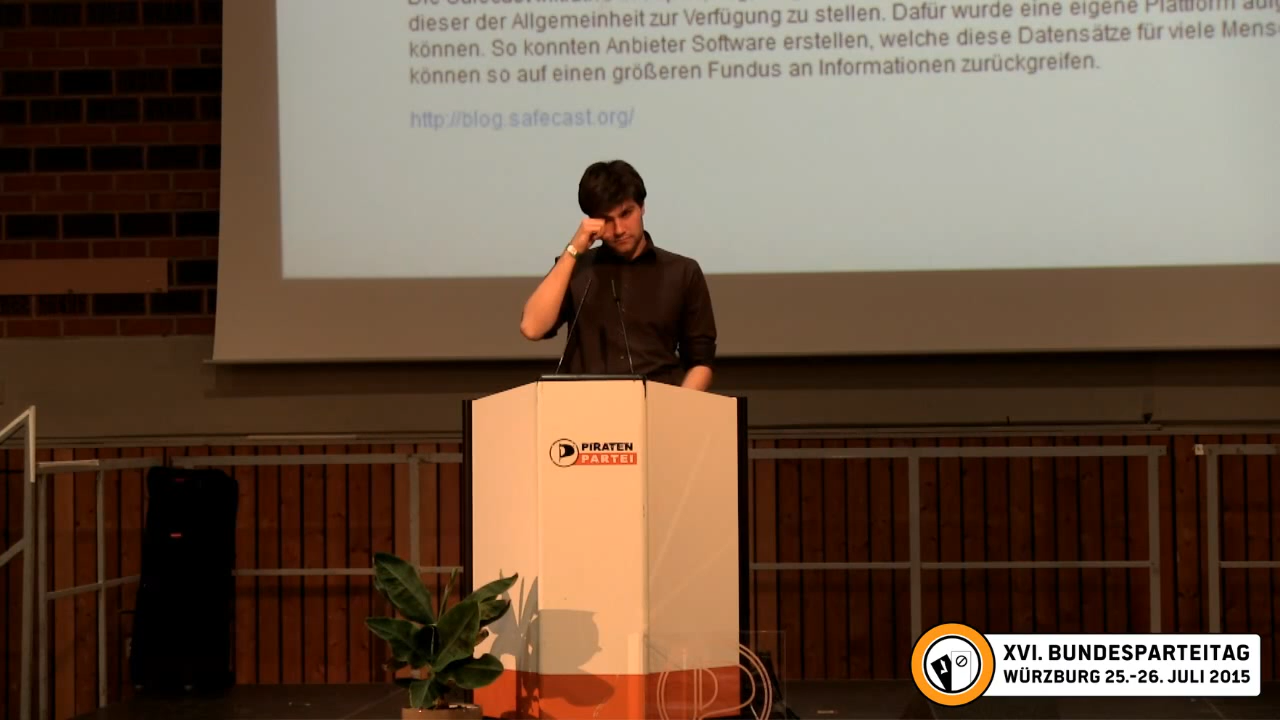 dieser der Allgemeinheit zur Verfügung zu stellen. Dafür wurde eine eigene Plattform
können. So konnten Anbieter Software erstellen, welche diese Datensätze für viele
können so auf einen größeren Fundus an Informationen zurückgreifen.
http://blog.safecast.org/
PIRATEN
PARTEI
XVI. BUNDESPARTEITAG
WÜRZBURG 25.-26. JULI 2015